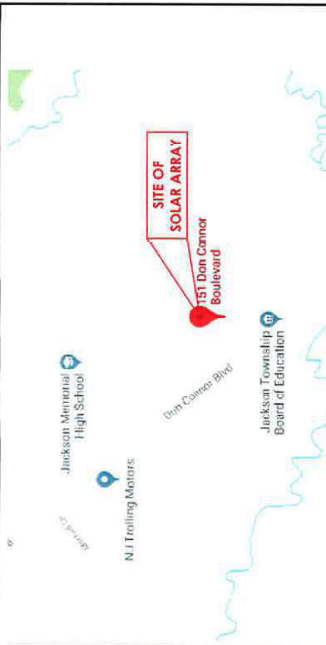 Jackson Memorial
High School
NJ Trolling Motors
Don Connor Blvd
SITE OF
SOLAR ARRAY
151 Don Connor
Boulevard
Jackson Township
Board of Education